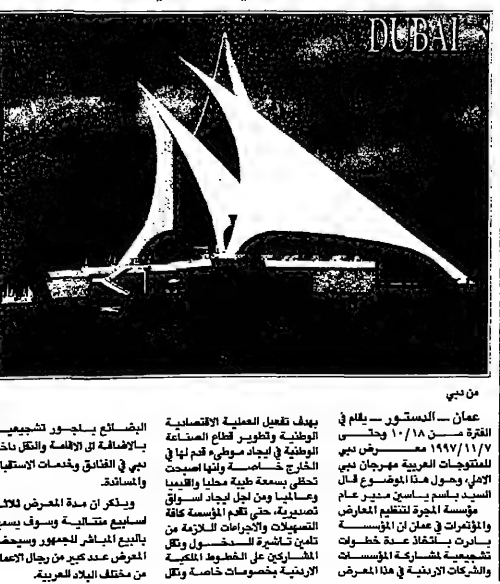 DUBAI
من دبي
عمان ــ الدستور ــ يقام في
الفترة من ١٠/١٨ وحتى
١٩٩٧/١١/٧ معرض دبي
للمنتوجات العربية مهرجان دبي
الاهلي، وحول هذا الموضوع قال
السيد باسم ياسين مدير عام
مؤسسة المجرة لتنظيم المعارض
والمؤتمرات في عمان ان المؤسسة
بادرت باتخاذ عدة خطوات
تشجيعية لمشاركة المؤسسات
والشركات الاردنية في هذا المعرض
بهدف تفعيل العملية الاقتصادية
الوطنية وتطوير قطاع الصناعة
الوطنية في ايجاد موطىء قدم لها في
الخارج خاصة وانها اصبحت
تحظى بسمعة طيبة محليا واقليميا
وعالميا ومن اجل ايجاد اسواق
تصديرية، حتى تقدم المؤسسة كافة
التسهيلات والاجراءات اللازمة من
تامين تاشيرة الدخول ونقل
المشاركين على الخطوط الملكية
الاردنية بخصومات خاصة ونقل
البضائع باجور تشجيعية
بالاضافة الى الاقامة والنقل داخل
دبي في الفنادق وخدمات الاستقبال
والمساندة.
ويذكر ان مدة المعرض ثلاثة
اسابيع متتالية وسوف يسمح
بالبيع المباشر للجمهور وسيحضر
المعرض عدد كبير من رجال الاعمال
من مختلف البلاد العربية.